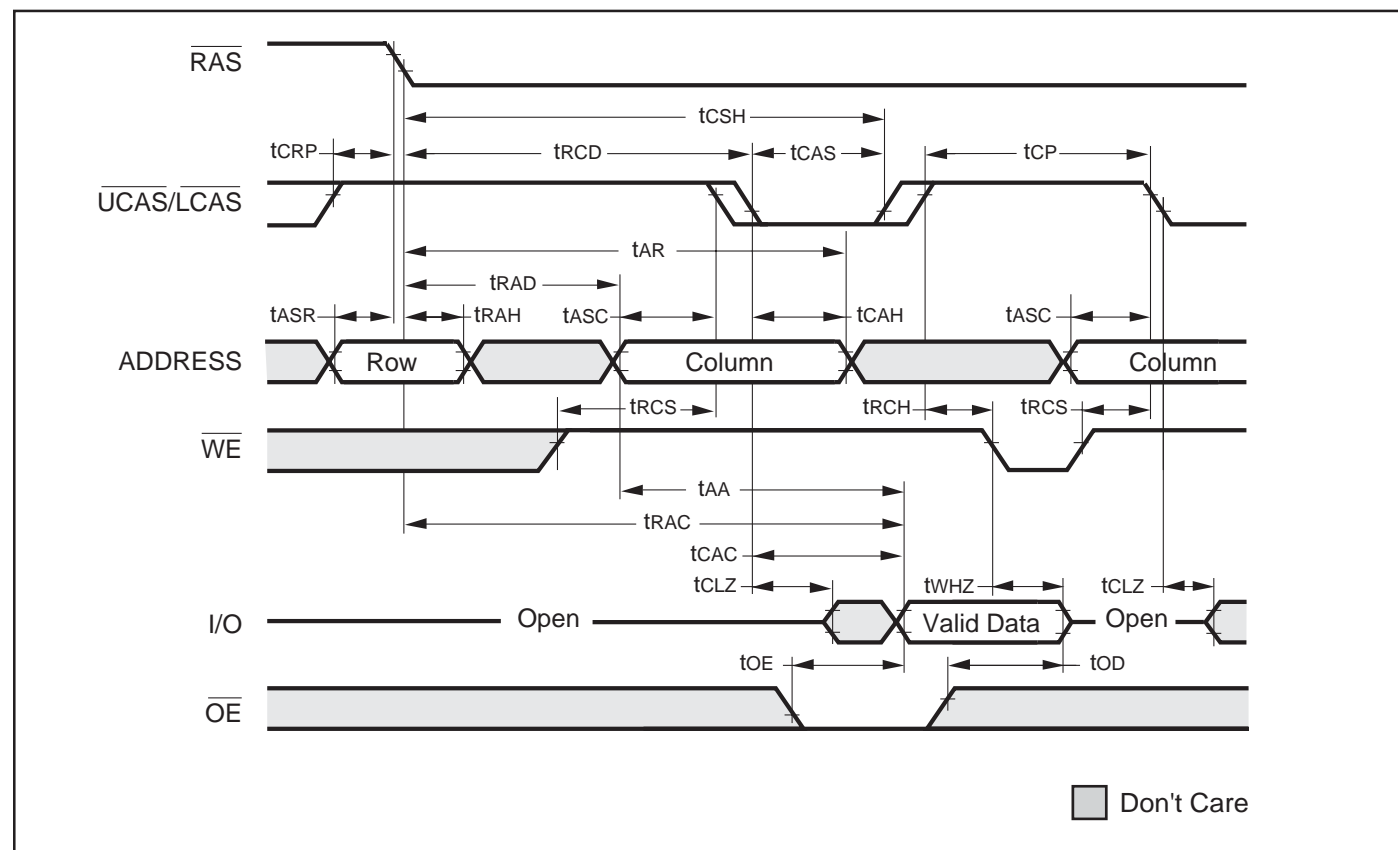 RAS
tCSH
tCRP tRCD tCAS tCP
UCAS/LCAS
tAR
tRAD
tASR tRAH tASC tCAH tASC
ADDRESS Row Column Column
tRCS tRCH tRCS
WE
tAA
tRAC
tCAC
tCLZ tWHZ tCLZ
I/O Open Valid Data Open
tOE tOD
OE
Don't Care